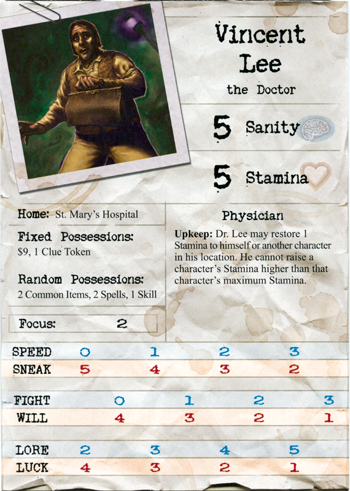 Vincent
Lee
the Doctor
5 Sanity
5 Stamina
Home: St. Mary's Hospital
Fixed Possessions:
$9, 1 Clue Token
Random Possessions:
2 Common Items, 2 Spells, 1 Skill
Focus: 2
Physician
Upkeep: Dr. Lee may restore 1
Stamina to himself or another character
in his location. He cannot raise a
character's Stamina higher than that
character's maximum Stamina.
SPEED 0 1 2 3
SNEAK 5 4 3 2
FIGHT 0 1 2 3
WILL 4 3 2 1
LORE 2 3 4 5
LUCK 4 3 2 1